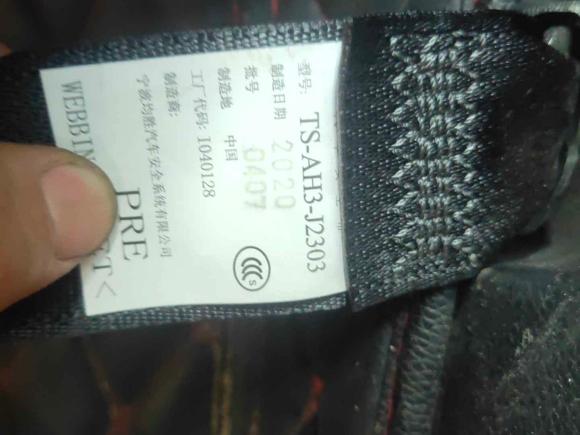 型号: TS-AH3-J2303
制造日期 2020
批号 0407
制造地 中国
工厂代码: 1040128
制造商:
宁波均胜汽车安全系统有限公司
PRE
WEBBIN
ET<
CCC S